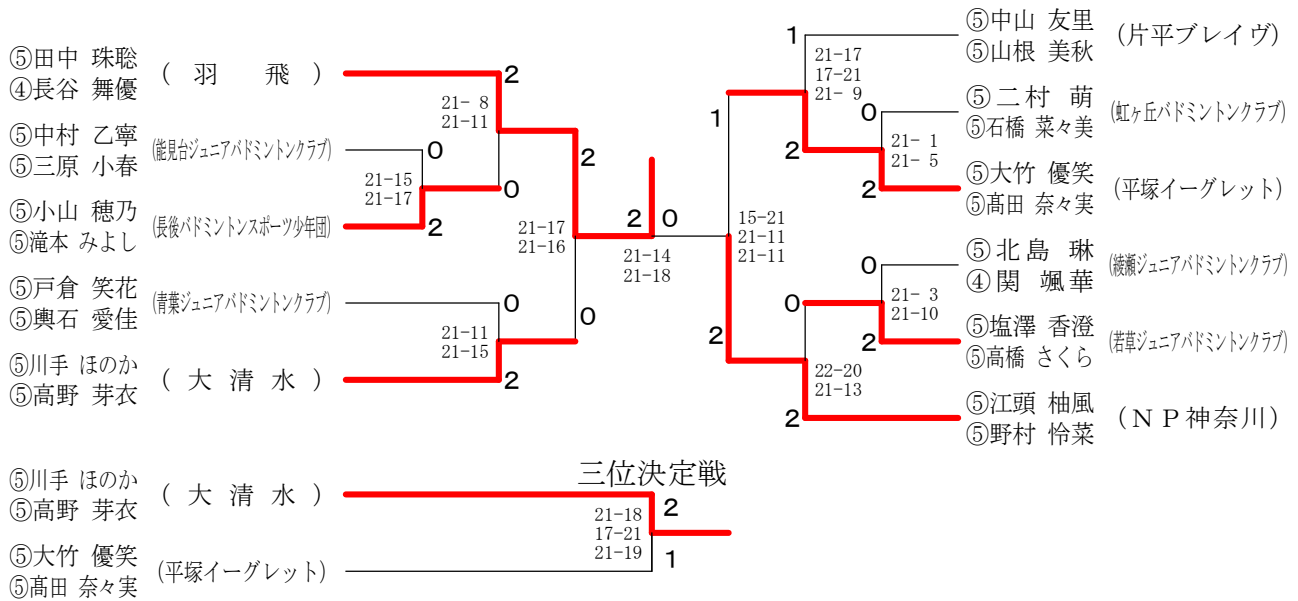 ⑤田中 珠聡
④長谷 舞優
(羽 飛)
2
21- 8
21-11
⑤中村 乙寧
⑤三原 小春
(能見台ジュニアバドミントンクラブ)
0
21-15
21-17
0
⑤小山 穂乃
⑤滝本 みよし
(長後バドミントンスポーツ少年団)
2
2
21-17
21-16
⑤戸倉 笑花
⑤輿石 愛佳
(青葉ジュニアバドミントンクラブ)
0
0
21-11
21-15
⑤川手 ほのか
⑤高野 芽衣
(大清水)
2
2 0
21-14
21-18
1
⑤中山 友里
⑤山根 美秋
(片平ブレイヴ)
21-17
17-21
21- 9
1
0
⑤二村 萌
⑤石橋 菜々美
(虹ヶ丘バドミントンクラブ)
2
21- 1
21- 5
2
⑤大竹 優笑
⑤髙田 奈々実
(平塚イーグレット)
15-21
21-11
21-11
0
⑤北島 琳
④関 颯華
(綾瀬ジュニアバドミントンクラブ)
0
21- 3
21-10
2
⑤塩澤 香澄
⑤高橋 さくら
(若草ジュニアバドミントンクラブ)
2
22-20
21-13
2
⑤江頭 柚風
⑤野村 怜菜
(NP神奈川)
三位決定戦
⑤川手 ほのか
⑤高野 芽衣
(大清水)
2
21-18
17-21
21-19
1
⑤大竹 優笑
⑤髙田 奈々実
(平塚イーグレット)